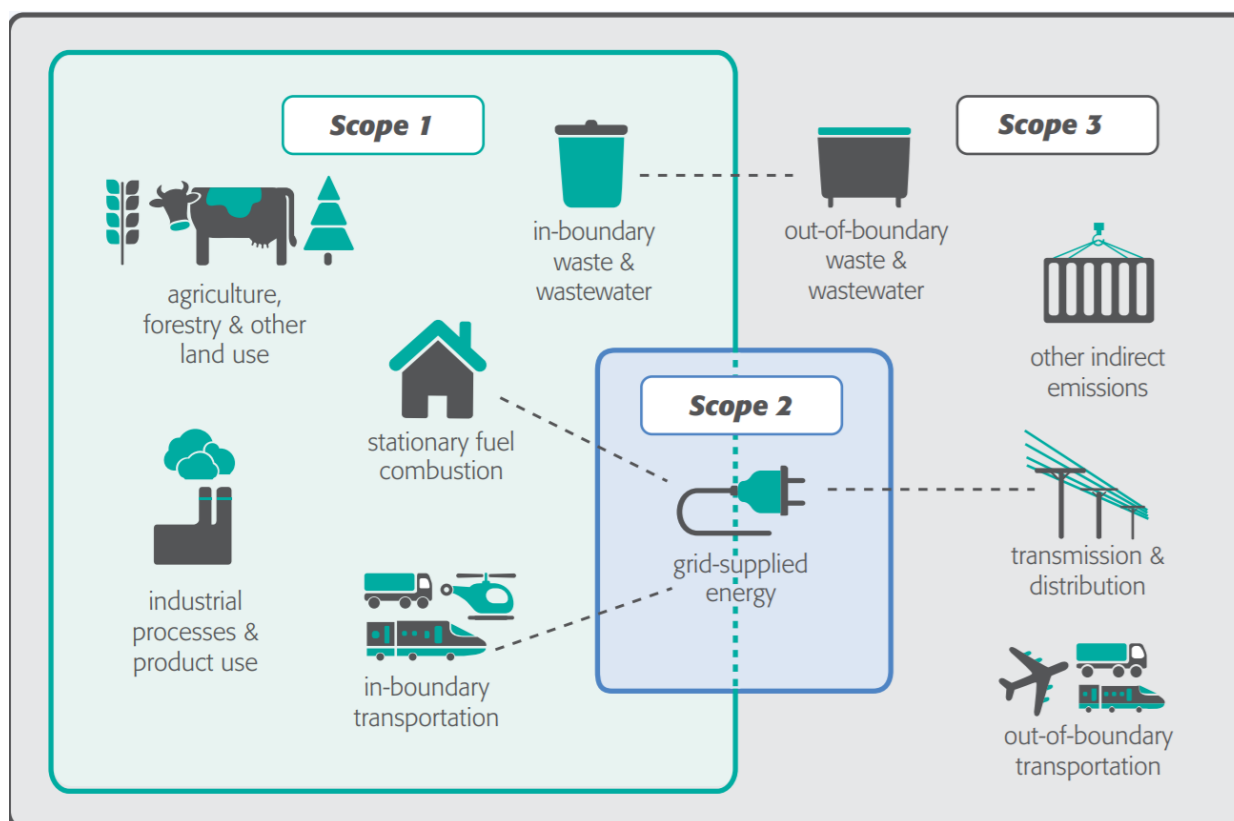 Scope 1
Scope 3
in-boundary
waste &
wastewater
out-of-boundary
waste &
wastewater
agriculture,
forestry & other
land use
other indirect
emissions
Scope 2
stationary fuel
combustion
grid-supplied
energy
transmission &
distribution
industrial
processes &
product use
in-boundary
transportation
out-of-boundary
transportation